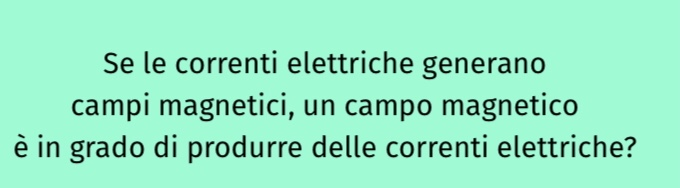 Se le correnti elettriche generano
campi magnetici, un campo magnetico
è in grado di produrre delle correnti elettriche?